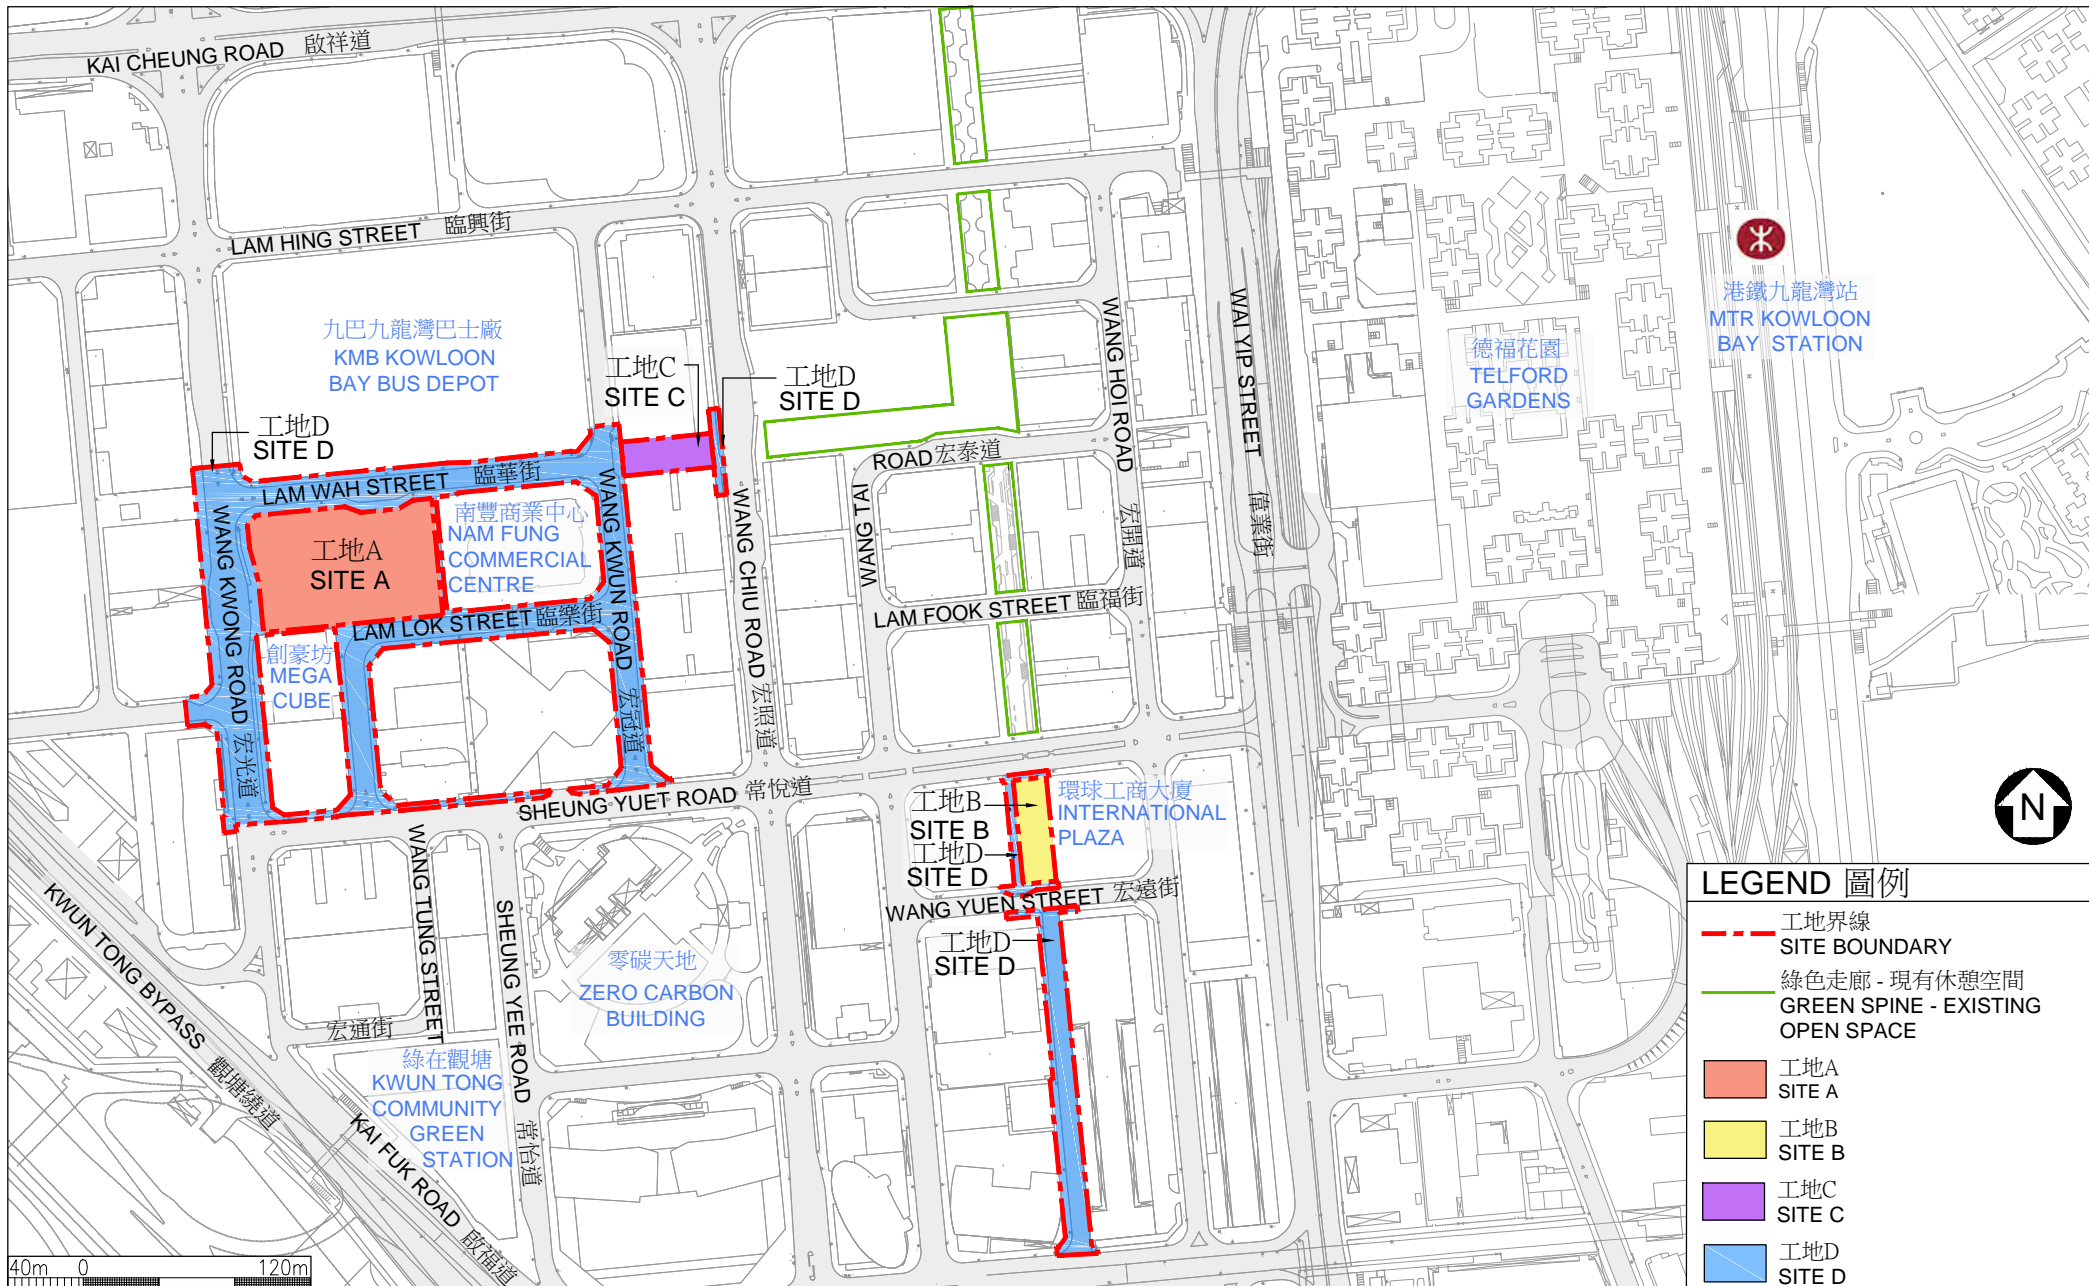 KAI CHEUNG ROAD 啟祥道
LAM HING STREET 臨興街
九巴九龍灣巴士廠
KMB KOWLOON
BAY BUS DEPOT
工地C
SITE C
工地D
SITE D
工地D
SITE D
LAM WAH STREET 臨華街
南豐商業中心
NAM FUNG
COMMERCIAL
CENTRE
工地A
SITE A
WANG KWONG ROAD 宏光道
WANG KWUN ROAD 宏冠道
LAM LOK STREET 臨樂街
創豪坊
MEGA
CUBE
WANG CHIU ROAD 宏照道
WANG TAI
ROAD 宏泰道
WANG HOI ROAD 宏開道
WAI YIP STREET 偉業街
LAM FOOK STREET 臨福街
德福花園
TELFORD
GARDENS
港鐵九龍灣站
MTR KOWLOON
BAY STATION
SHEUNG YUET ROAD 常悅道
工地B
SITE B
工地D
SITE D
環球工商大廈
INTERNATIONAL
PLAZA
WANG YUEN STREET 宏遠街
工地D
SITE D
WANG TUNG STREET
宏通街
SHEUNG YEE ROAD 常怡道
零碳天地
ZERO CARBON
BUILDING
綠在觀塘
KWUN TONG
COMMUNITY
GREEN
STATION
KWUN TONG BYPASS 觀塘繞道
KAI FUK ROAD 啟福道
40m 0 120m
N
LEGEND 圖例
工地界線
SITE BOUNDARY
綠色走廊 - 現有休憩空間
GREEN SPINE - EXISTING
OPEN SPACE
工地A
SITE A
工地B
SITE B
工地C
SITE C
工地D
SITE D